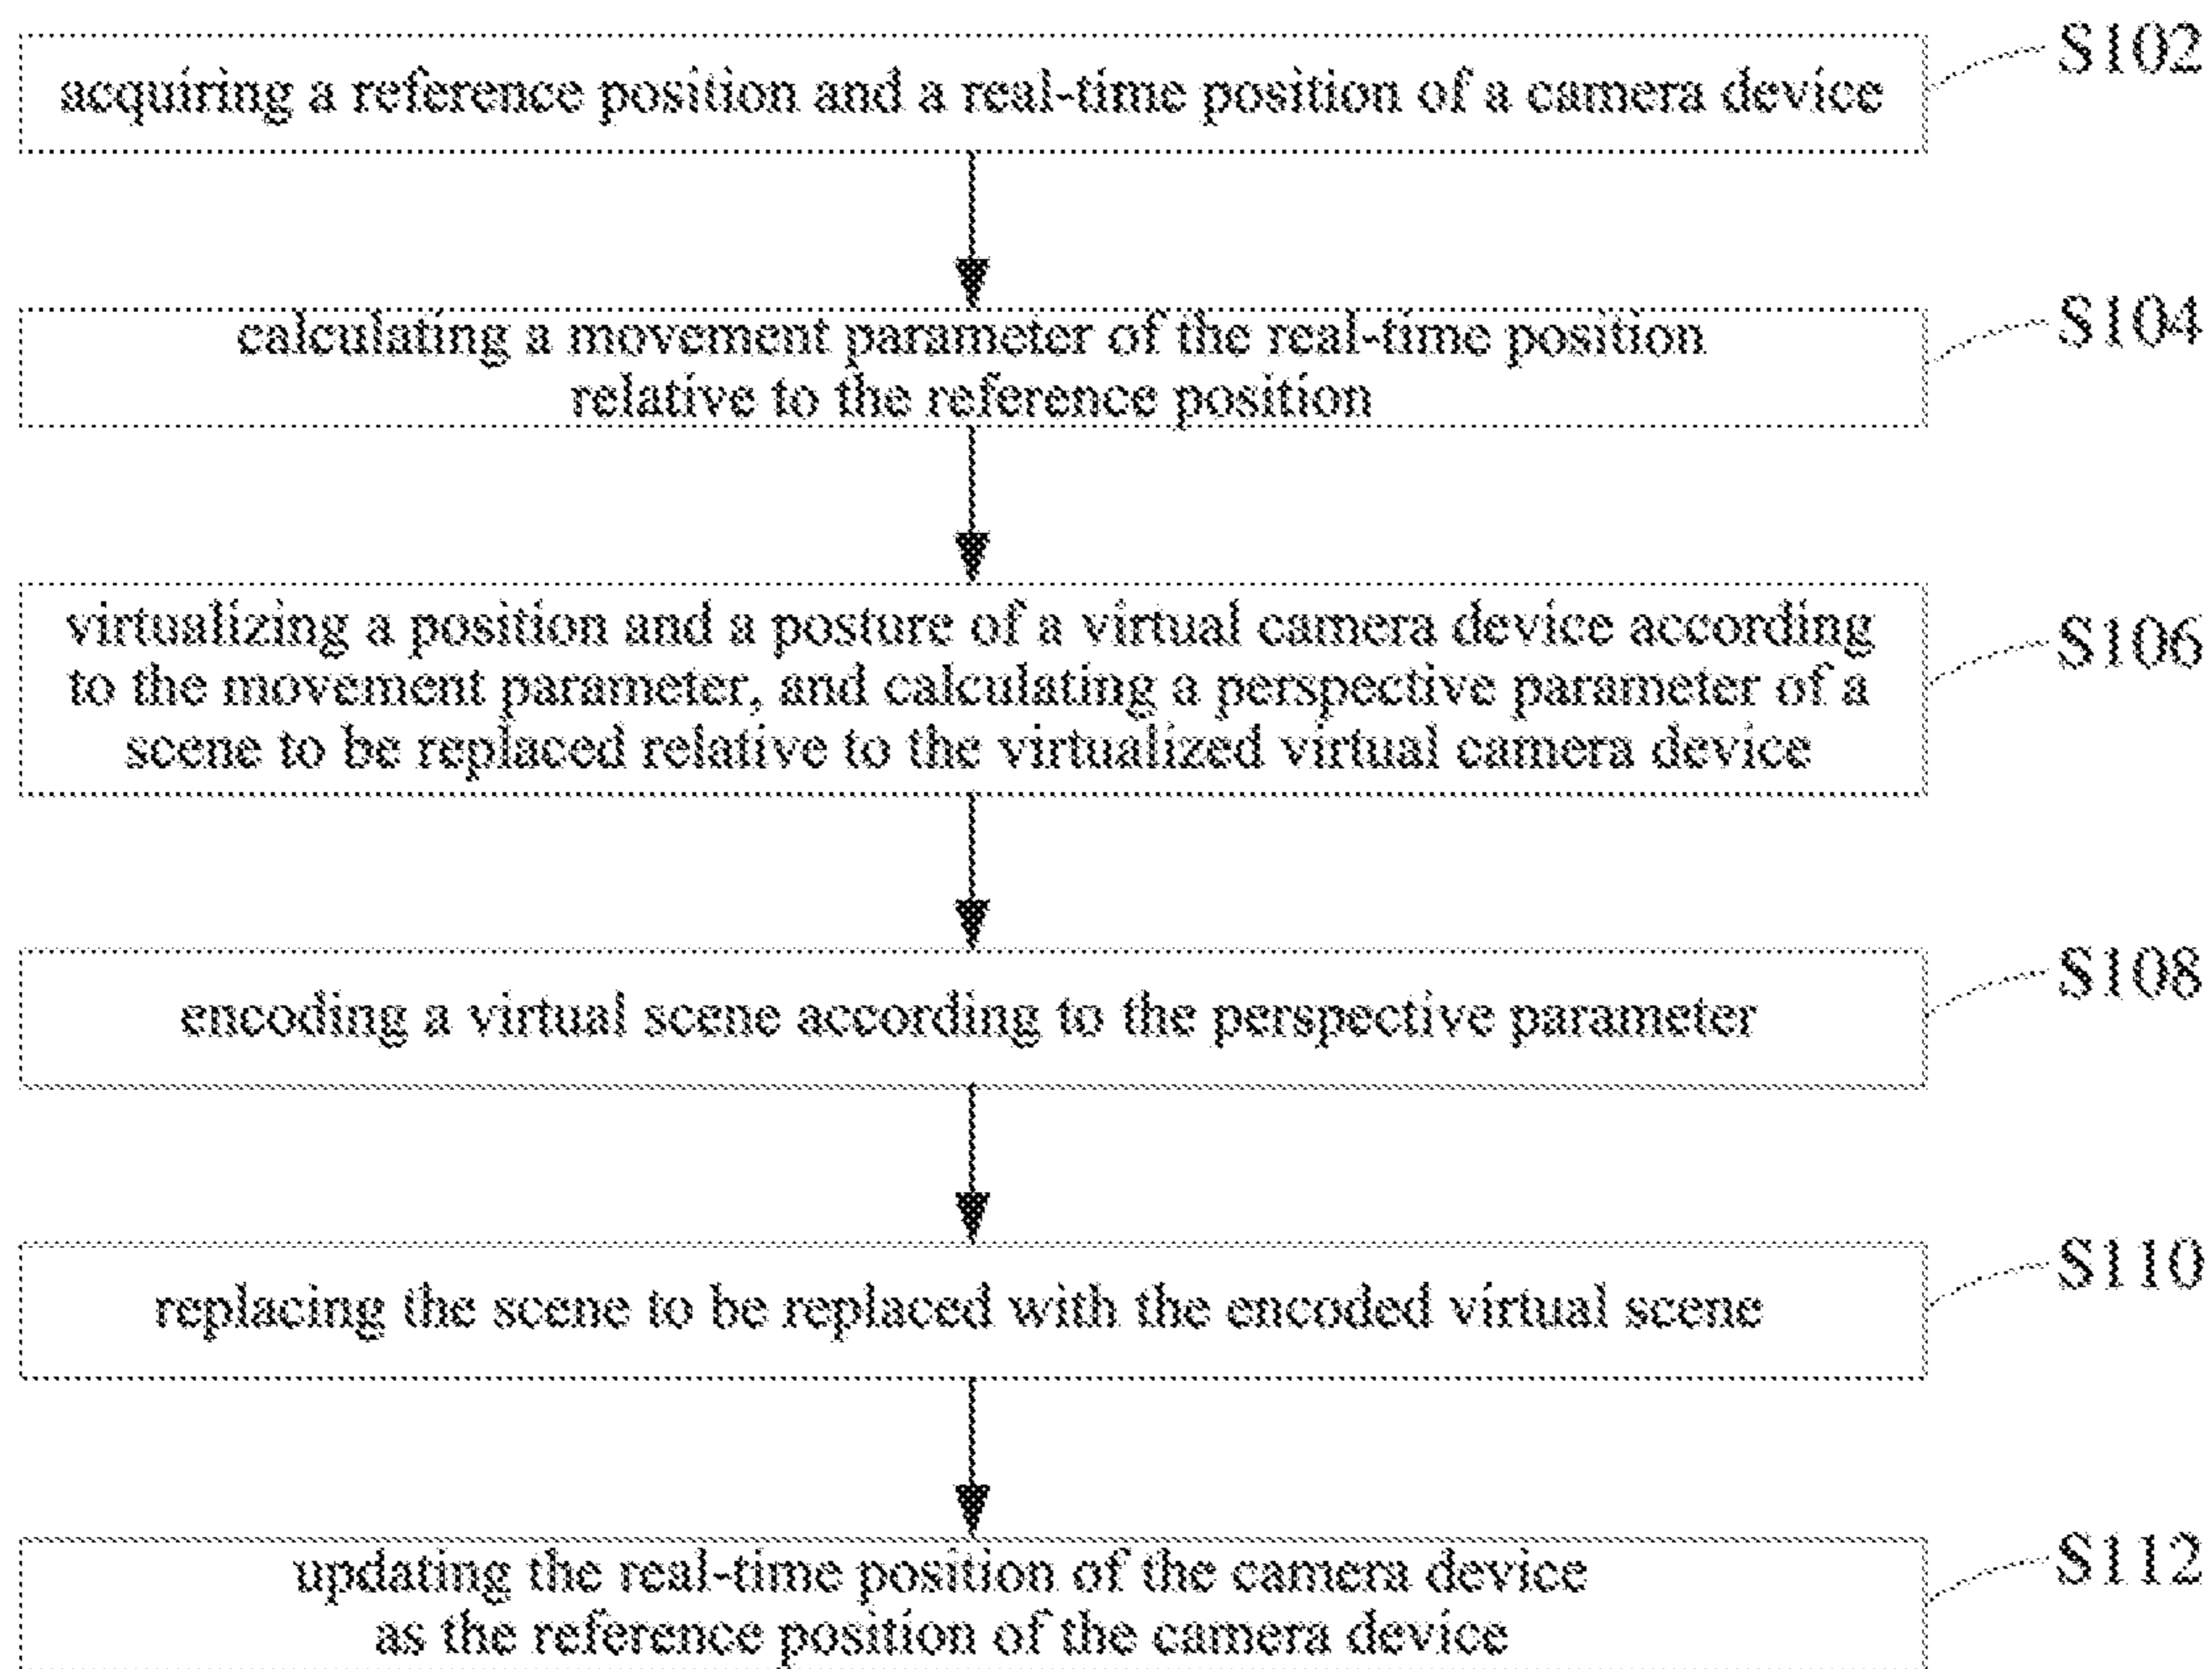 acquiring a reference position and a real-time position of a camera device
S102
calculating a movement parameter of the real-time position
relative to the reference position
S104
virtualizing a position and a posture of a virtual camera device according
to the movement parameter, and calculating a perspective parameter of a
scene to be replaced relative to the virtualized virtual camera device
S106
encoding a virtual scene according to the perspective parameter
S108
replacing the scene to be replaced with the encoded virtual scene
S110
updating the real-time position of the camera device
as the reference position of the camera device
S112